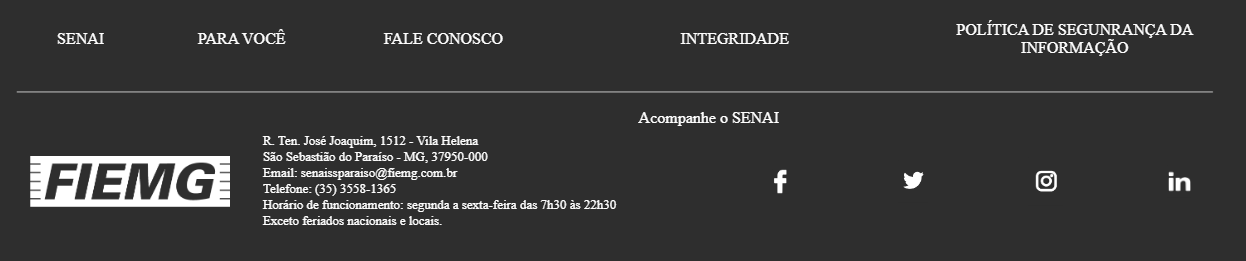 SENAI
PARA VOCÊ
FALE CONOSCO
INTEGRIDADE
POLÍTICA DE SEGUNRANÇA DA
INFORMAÇÃO
Acompanhe o SENAI
FIEMG
R. Ten. José Joaquim, 1512 - Vila Helena
São Sebastião do Paraíso - MG, 37950-000
Email: senaissparaiso@fiemg.com.br
Telefone: (35) 3558-1365
Horário de funcionamento: segunda a sexta-feira das 7h30 às 22h30
Exceto feriados nacionais e locais.